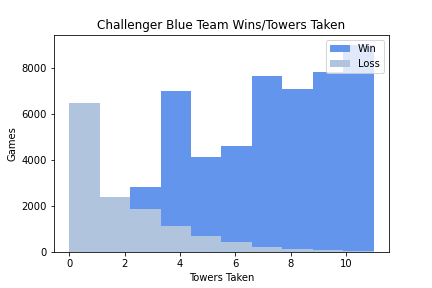 Challenger Blue Team Wins/Towers Taken
Win
Loss
8000
6000
4000
2000
0
Games
0 2 4 6 8 10
Towers Taken